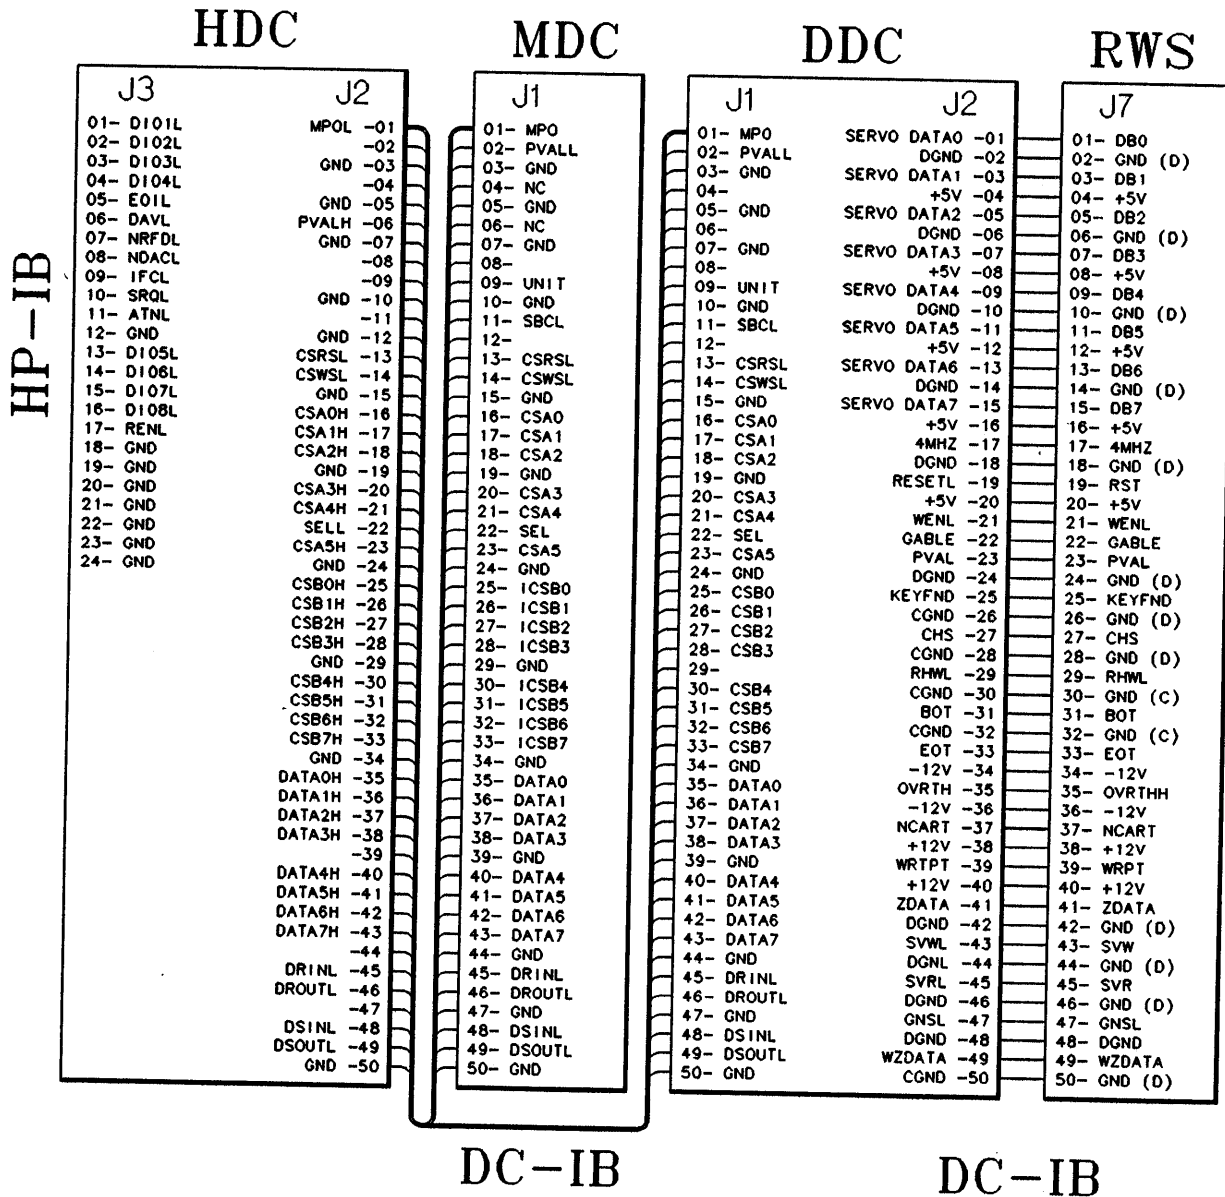 HDC
MDC
DDC
RWS
HP-IB
J3
01- DIO1L
02- DIO2L
03- DIO3L
04- DIO4L
05- EOIL
06- DAVL
07- NRFDL
08- NDACL
09- IFCL
10- SRQL
11- ATNL
12- GND
13- DIO5L
14- DIO6L
15- DIO7L
16- DIO8L
17- RENL
18- GND
19- GND
20- GND
21- GND
22- GND
23- GND
24- GND
J2
MPOL -01
-02
GND -03
-04
GND -05
PVALH -06
GND -07
-08
-09
GND -10
-11
GND -12
CSRSL -13
CSWSL -14
GND -15
CSA0H -16
CSA1H -17
CSA2H -18
GND -19
CSA3H -20
CSA4H -21
SELL -22
CSA5H -23
GND -24
CSB0H -25
CSB1H -26
CSB2H -27
CSB3H -28
GND -29
CSB4H -30
CSB5H -31
CSB6H -32
CSB7H -33
GND -34
DATA0H -35
DATA1H -36
DATA2H -37
DATA3H -38
-39
DATA4H -40
DATA5H -41
DATA6H -42
DATA7H -43
-44
DRINL -45
DROUTL -46
-47
DSINL -48
DSOUTL -49
GND -50
J1
01- MPO
02- PVALL
03- GND
04- NC
05- GND
06- NC
07- GND
08-
09- UNIT
10- GND
11- SBCL
12-
13- CSRSL
14- CSWSL
15- GND
16- CSA0
17- CSA1
18- CSA2
19- GND
20- CSA3
21- CSA4
22- SEL
23- CSA5
24- GND
25- ICSB0
26- ICSB1
27- ICSB2
28- ICSB3
29- GND
30- ICSB4
31- ICSB5
32- ICSB6
33- ICSB7
34- GND
35- DATA0
36- DATA1
37- DATA2
38- DATA3
39- GND
40- DATA4
41- DATA5
42- DATA6
43- DATA7
44- GND
45- DRINL
46- DROUTL
47- GND
48- DSINL
49- DSOUTL
50- GND
J1
01- MPO
02- PVALL
03- GND
04-
05- GND
06-
07- GND
08-
09- UNIT
10- GND
11- SBCL
12-
13- CSRSL
14- CSWSL
15- GND
16- CSA0
17- CSA1
18- CSA2
19- GND
20- CSA3
21- CSA4
22- SEL
23- CSA5
24- GND
25- CSB0
26- CSB1
27- CSB2
28- CSB3
29-
30- CSB4
31- CSB5
32- CSB6
33- CSB7
34- GND
35- DATA0
36- DATA1
37- DATA2
38- DATA3
39- GND
40- DATA4
41- DATA5
42- DATA6
43- DATA7
44- GND
45- DRINL
46- DROUTL
47- GND
48- DSINL
49- DSOUTL
50- GND
J2
SERVO DATA0 -01
DGND -02
SERVO DATA1 -03
+5V -04
SERVO DATA2 -05
DGND -06
SERVO DATA3 -07
+5V -08
SERVO DATA4 -09
DGND -10
SERVO DATA5 -11
+5V -12
SERVO DATA6 -13
DGND -14
SERVO DATA7 -15
+5V -16
4MHZ -17
DGND -18
RESETL -19
+5V -20
WENL -21
GABLE -22
PVAL -23
DGND -24
KEYFND -25
CGND -26
CHS -27
CGND -28
RHWL -29
CGND -30
BOT -31
CGND -32
EOT -33
-12V -34
OVRTH -35
-12V -36
NCART -37
+12V -38
WRTPT -39
+12V -40
ZDATA -41
DGND -42
SVWL -43
DGNL -44
SVRL -45
DGND -46
GNSL -47
DGND -48
WZDATA -49
CGND -50
J7
01- DB0
02- GND (D)
03- DB1
04- +5V
05- DB2
06- GND (D)
07- DB3
08- +5V
09- DB4
10- GND (D)
11- DB5
12- +5V
13- DB6
14- GND (D)
15- DB7
16- +5V
17- 4MHZ
18- GND (D)
19- RST
20- +5V
21- WENL
22- GABLE
23- PVAL
24- GND (D)
25- KEYFND
26- GND (D)
27- CHS
28- GND (D)
29- RHWL
30- GND (C)
31- BOT
32- GND (C)
33- EOT
34- -12V
35- OVRTHH
36- -12V
37- NCART
38- +12V
39- WRPT
40- +12V
41- ZDATA
42- GND (D)
43- SVW
44- GND (D)
45- SVR
46- GND (D)
47- GNSL
48- DGND
49- WZDATA
50- GND (D)
DC-IB
DC-IB